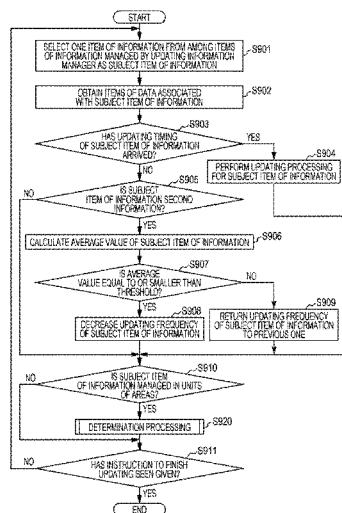 START
SELECT ONE ITEM OF INFORMATION FROM AMONG ITEMS
OF INFORMATION MANAGED BY UPDATING INFORMATION
MANAGER AS SUBJECT ITEM OF INFORMATION
S901
OBTAIN ITEMS OF DATA ASSOCIATED
WITH SUBJECT ITEM OF INFORMATION
S902
S903
HAS UPDATING TIMING
OF SUBJECT ITEM OF INFORMATION
ARRIVED?
YES
NO
S904
PERFORM UPDATING PROCESSING
FOR SUBJECT ITEM OF INFORMATION
S905
NO
IS SUBJECT
ITEM OF INFORMATION SECOND
INFORMATION?
YES
S906
CALCULATE AVERAGE VALUE OF SUBJECT ITEM OF INFORMATION
S907
IS AVERAGE
VALUE EQUAL TO OR SMALLER THAN
THRESHOLD?
NO
YES
S908
DECREASE UPDATING FREQUENCY
OF SUBJECT ITEM OF INFORMATION
S909
RETURN UPDATING FREQUENCY
OF SUBJECT ITEM OF INFORMATION
TO PREVIOUS ONE
S910
NO
IS SUBJECT ITEM
OF INFORMATION MANAGED IN UNITS
OF AREAS?
YES
S920
DETERMINATION PROCESSING
S911
NO
HAS INSTRUCTION TO FINISH
UPDATING BEEN GIVEN?
YES
END